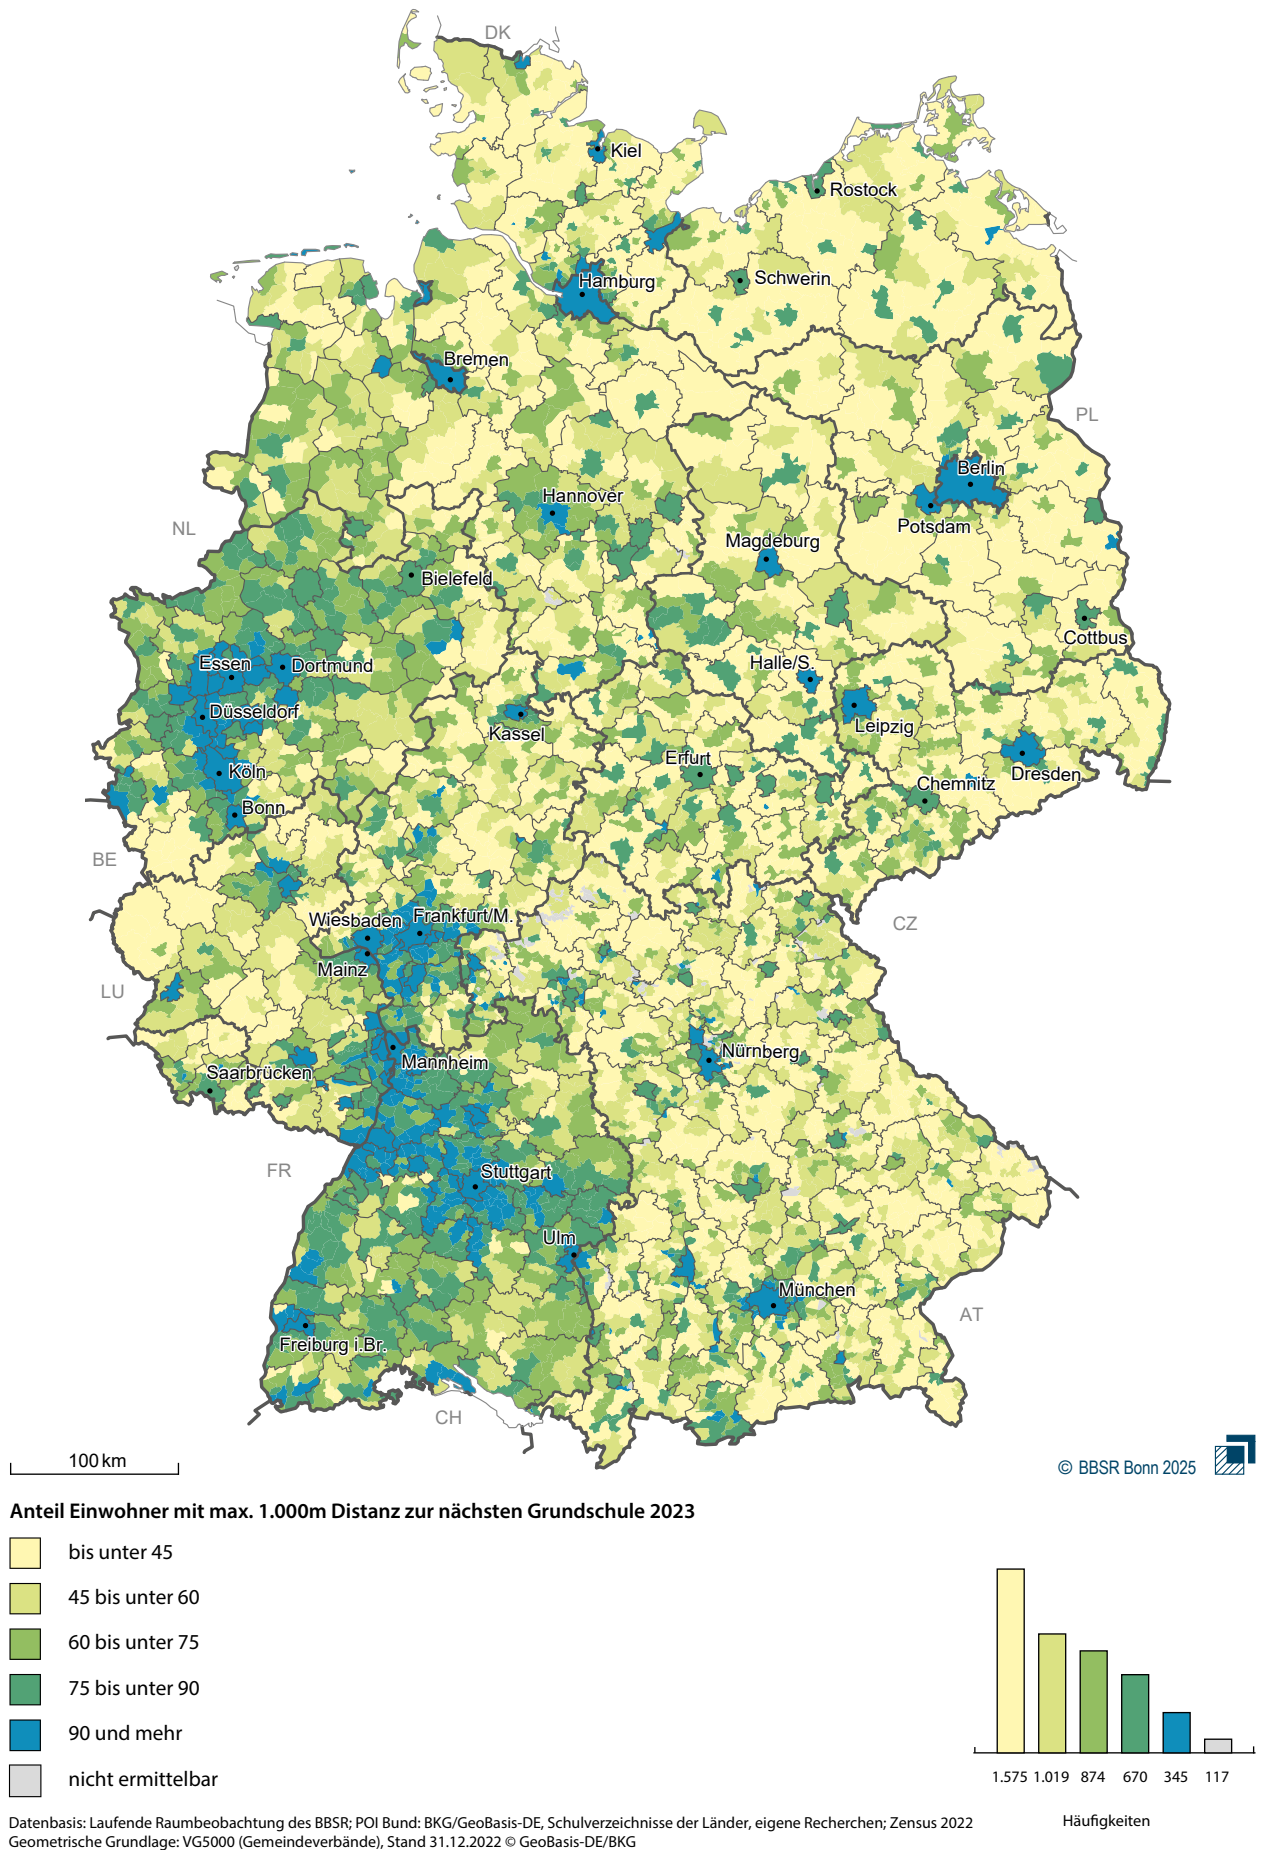 DK
Kiel
Rostock
Hamburg
Schwerin
Bremen
PL
Berlin
Hannover
Potsdam
NL
Magdeburg
Bielefeld
Cottbus
Essen
Dortmund
Halle/S.
Düsseldorf
Leipzig
Kassel
Erfurt
Köln
Dresden
Chemnitz
Bonn
BE
Wiesbaden
Frankfurt/M.
CZ
Mainz
LU
Nürnberg
Mannheim
Saarbrücken
FR
Stuttgart
Ulm
München
AT
Freiburg i.Br.
CH
100 km
© BBSR Bonn 2025
Anteil Einwohner mit max. 1.000m Distanz zur nächsten Grundschule 2023
bis unter 45
45 bis unter 60
60 bis unter 75
75 bis unter 90
90 und mehr
nicht ermittelbar
1.575 1.019 874 670 345 117
Häufigkeiten
Datenbasis: Laufende Raumbeobachtung des BBSR; POI Bund: BKG/GeoBasis-DE, Schulverzeichnisse der Länder, eigene Recherchen; Zensus 2022
Geometrische Grundlage: VG5000 (Gemeindeverbände), Stand 31.12.2022 © GeoBasis-DE/BKG